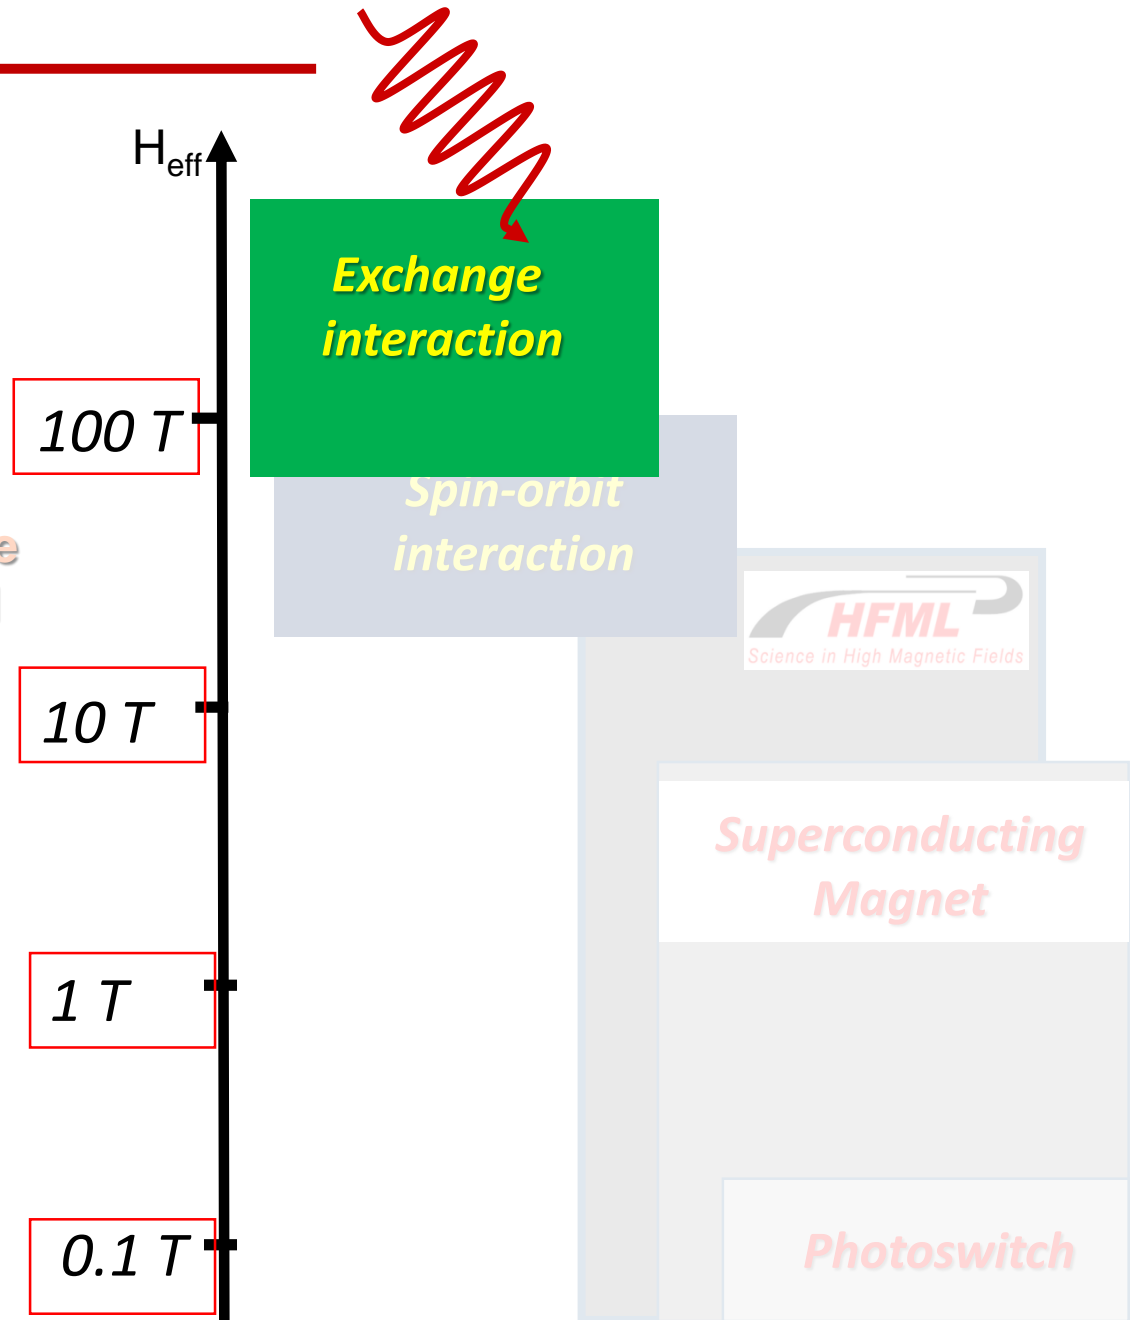 H_eff
Exchange
interaction
100 T
Spin-orbit
interaction
e
HFML
Science in High Magnetic Fields
10 T
Superconducting
Magnet
1 T
0.1 T
Photoswitch